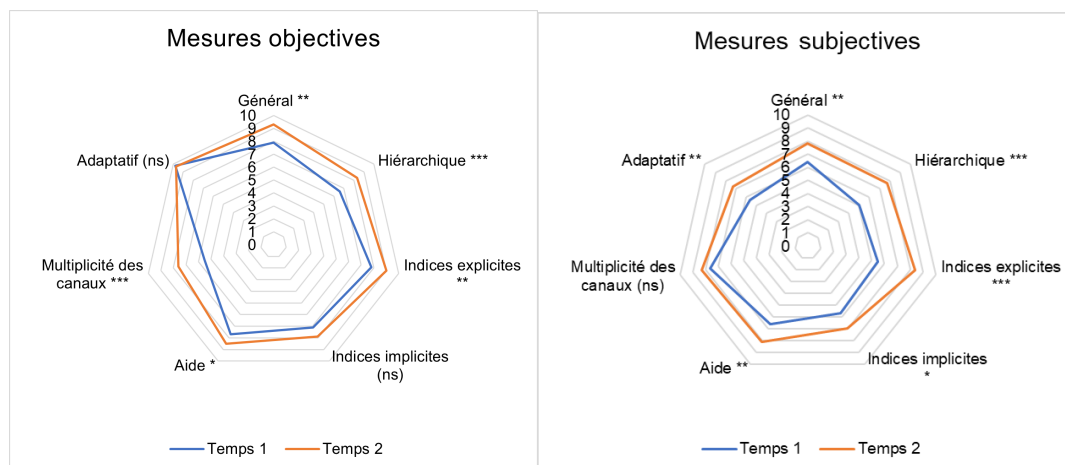 Mesures objectives
Général **
10
9
8
7
6
5
4
3
2
1
0
Adaptatif (ns)
Hiérarchique ***
Multiplicité des
canaux ***
Indices explicites
**
Aide *
Indices implicites
(ns)
Temps 1
Temps 2
Mesures subjectives
Général **
10
9
8
7
6
5
4
3
2
1
0
Adaptatif **
Hiérarchique ***
Multiplicité des
canaux (ns)
Indices explicites
***
Aide **
Indices implicites
*
Temps 1
Temps 2